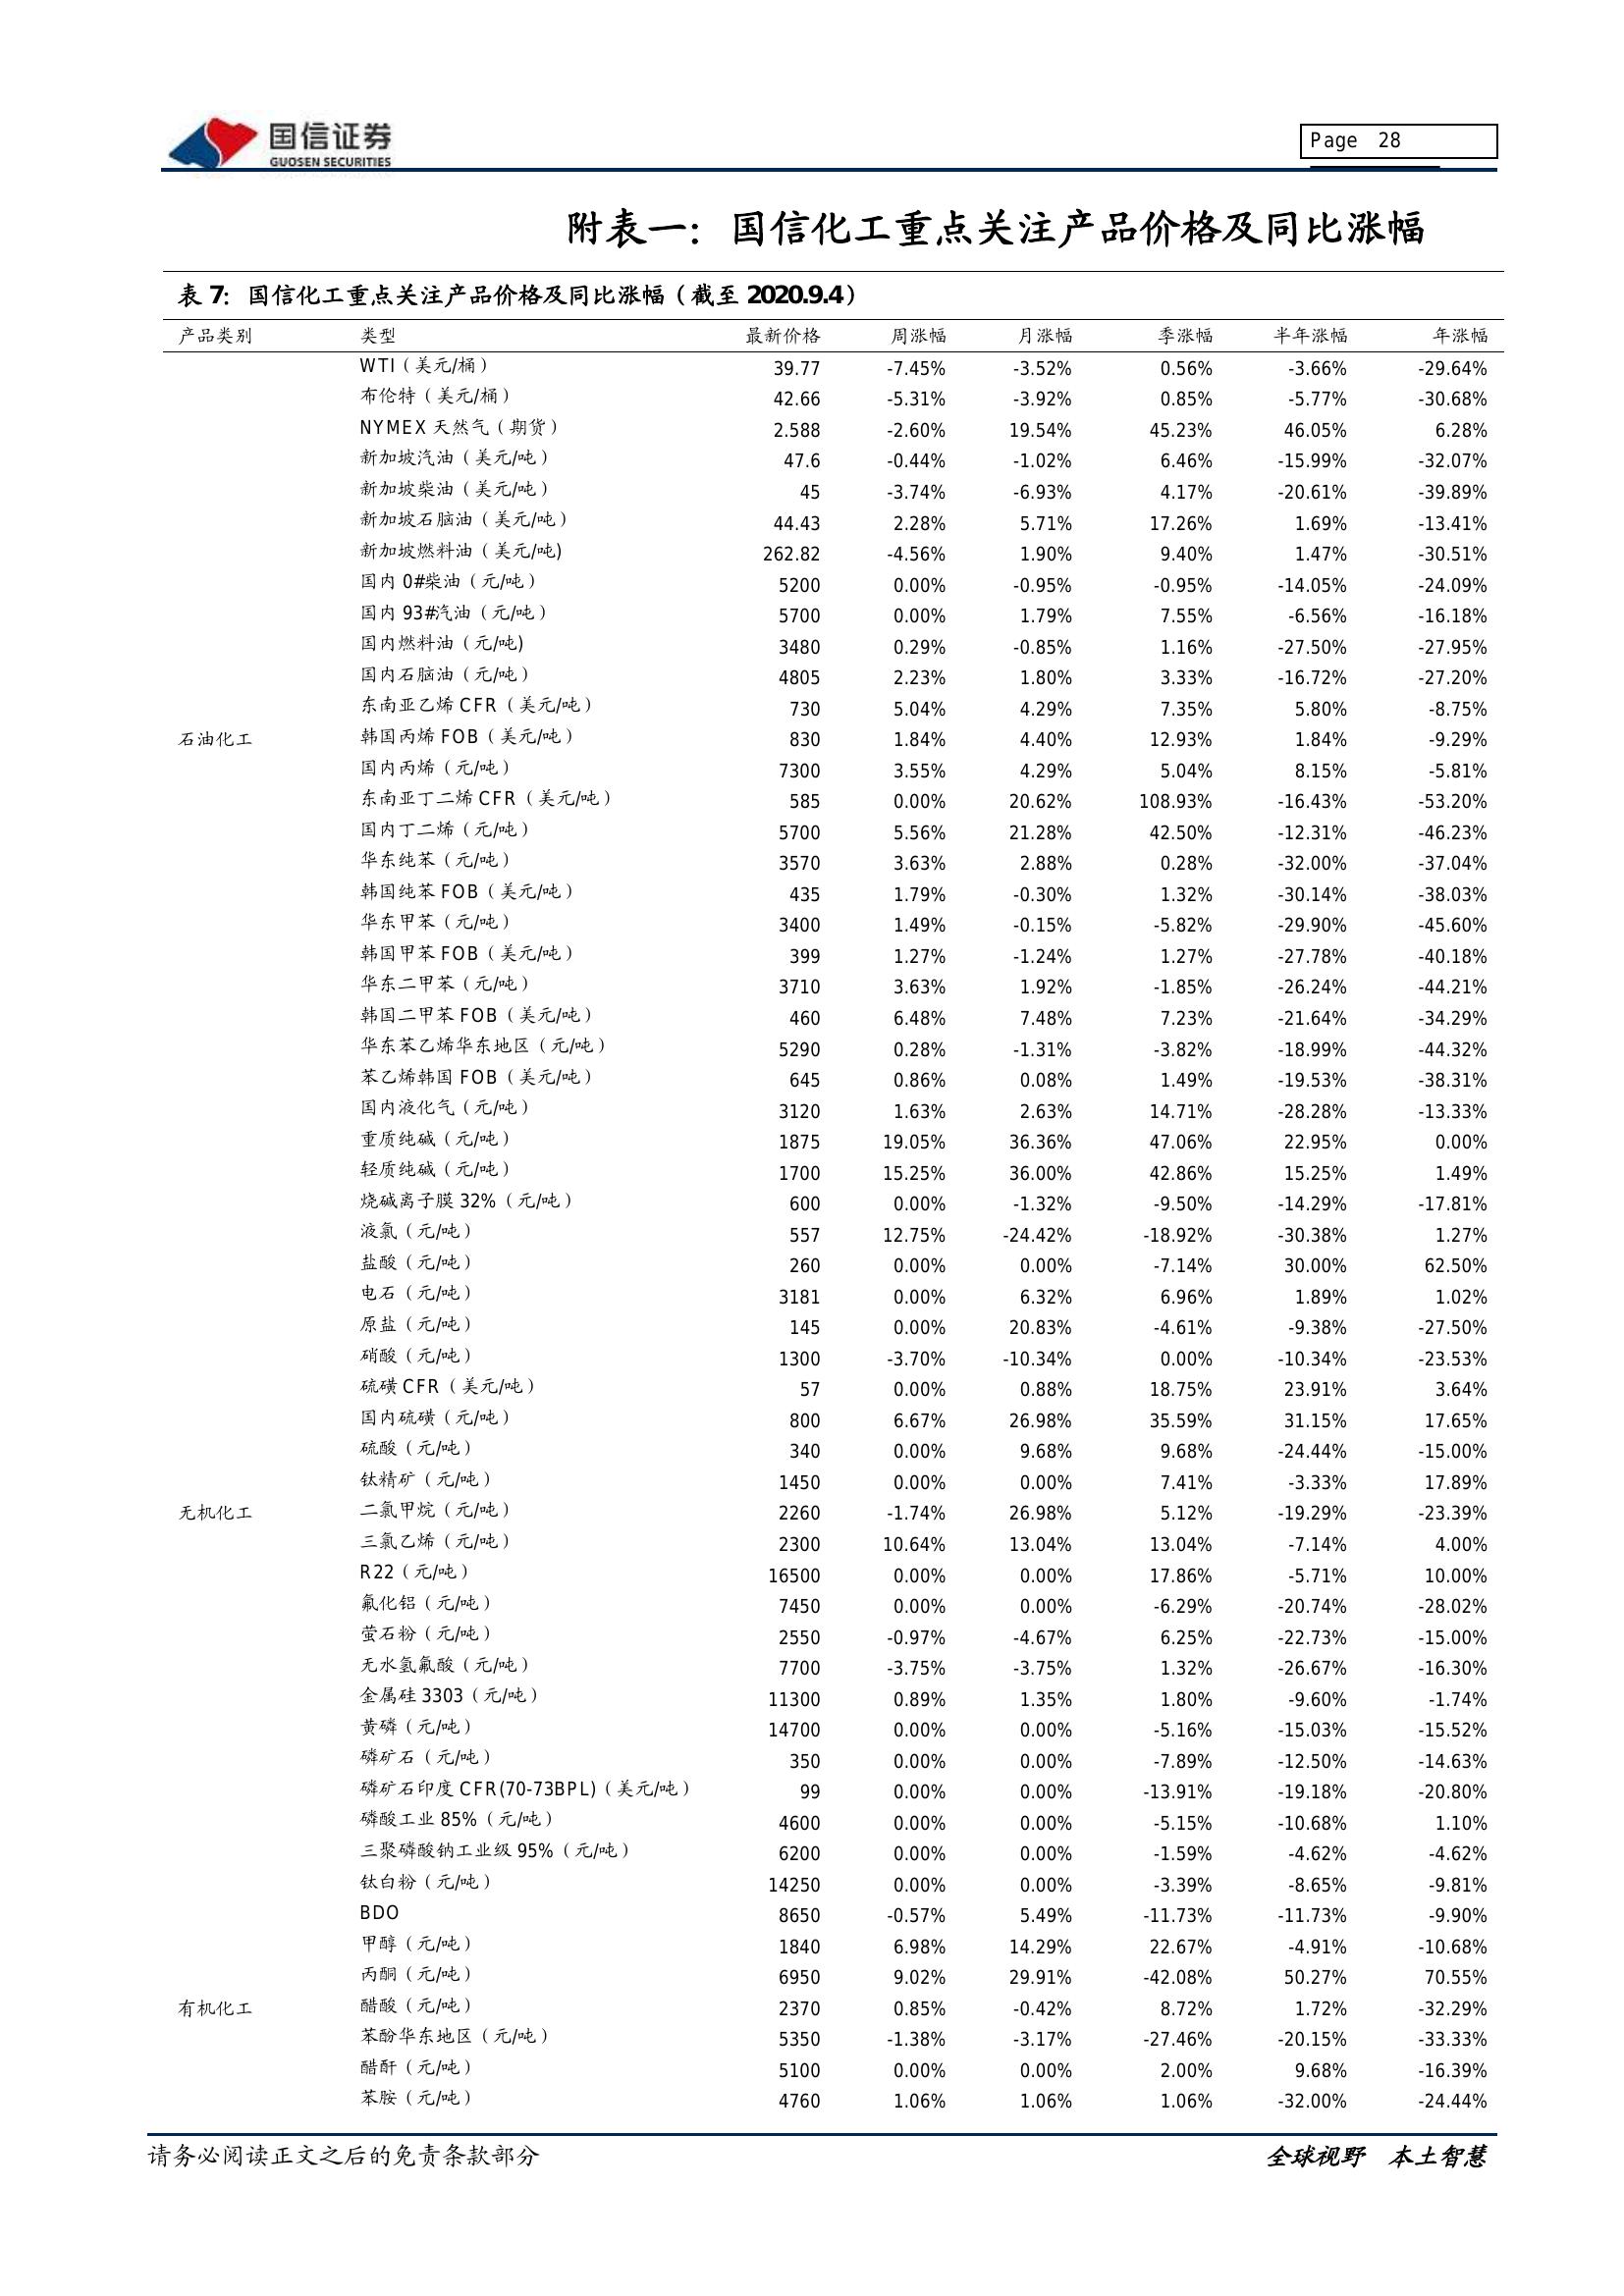 国信证券
GUOSEN SECURITIES
Page 28
附表一：国信化工重点关注产品价格及同比涨幅
表 7：国信化工重点关注产品价格及同比涨幅（截至 2020.9.4）
产品类别 类型 最新价格 周涨幅 月涨幅 季涨幅 半年涨幅 年涨幅
WTI（美元/桶） 39.77 -7.45% -3.52% 0.56% -3.66% -29.64%
布伦特（美元/桶） 42.66 -5.31% -3.92% 0.85% -5.77% -30.68%
NYMEX 天然气（期货） 2.588 -2.60% 19.54% 45.23% 46.05% 6.28%
新加坡汽油（美元/吨） 47.6 -0.44% -1.02% 6.46% -15.99% -32.07%
新加坡柴油（美元/吨） 45 -3.74% -6.93% 4.17% -20.61% -39.89%
新加坡石脑油（美元/吨） 44.43 2.28% 5.71% 17.26% 1.69% -13.41%
新加坡燃料油（美元/吨) 262.82 -4.56% 1.90% 9.40% 1.47% -30.51%
国内 0#柴油（元/吨） 5200 0.00% -0.95% -0.95% -14.05% -24.09%
国内 93#汽油（元/吨） 5700 0.00% 1.79% 7.55% -6.56% -16.18%
国内燃料油（元/吨) 3480 0.29% -0.85% 1.16% -27.50% -27.95%
国内石脑油（元/吨） 4805 2.23% 1.80% 3.33% -16.72% -27.20%
东南亚乙烯 CFR（美元/吨） 730 5.04% 4.29% 7.35% 5.80% -8.75%
石油化工 韩国丙烯 FOB（美元/吨） 830 1.84% 4.40% 12.93% 1.84% -9.29%
国内丙烯（元/吨） 7300 3.55% 4.29% 5.04% 8.15% -5.81%
东南亚丁二烯 CFR（美元/吨） 585 0.00% 20.62% 108.93% -16.43% -53.20%
国内丁二烯（元/吨） 5700 5.56% 21.28% 42.50% -12.31% -46.23%
华东纯苯（元/吨） 3570 3.63% 2.88% 0.28% -32.00% -37.04%
韩国纯苯 FOB（美元/吨） 435 1.79% -0.30% 1.32% -30.14% -38.03%
华东甲苯（元/吨） 3400 1.49% -0.15% -5.82% -29.90% -45.60%
韩国甲苯 FOB（美元/吨） 399 1.27% -1.24% 1.27% -27.78% -40.18%
华东二甲苯（元/吨） 3710 3.63% 1.92% -1.85% -26.24% -44.21%
韩国二甲苯 FOB（美元/吨） 460 6.48% 7.48% 7.23% -21.64% -34.29%
华东苯乙烯华东地区（元/吨） 5290 0.28% -1.31% -3.82% -18.99% -44.32%
苯乙烯韩国 FOB（美元/吨） 645 0.86% 0.08% 1.49% -19.53% -38.31%
国内液化气（元/吨） 3120 1.63% 2.63% 14.71% -28.28% -13.33%
重质纯碱（元/吨） 1875 19.05% 36.36% 47.06% 22.95% 0.00%
轻质纯碱（元/吨） 1700 15.25% 36.00% 42.86% 15.25% 1.49%
烧碱离子膜 32%（元/吨） 600 0.00% -1.32% -9.50% -14.29% -17.81%
液氯（元/吨） 557 12.75% -24.42% -18.92% -30.38% 1.27%
盐酸（元/吨） 260 0.00% 0.00% -7.14% 30.00% 62.50%
电石（元/吨） 3181 0.00% 6.32% 6.96% 1.89% 1.02%
原盐（元/吨） 145 0.00% 20.83% -4.61% -9.38% -27.50%
硝酸（元/吨） 1300 -3.70% -10.34% 0.00% -10.34% -23.53%
硫磺 CFR（美元/吨） 57 0.00% 0.88% 18.75% 23.91% 3.64%
国内硫磺（元/吨） 800 6.67% 26.98% 35.59% 31.15% 17.65%
硫酸（元/吨） 340 0.00% 9.68% 9.68% -24.44% -15.00%
钛精矿（元/吨） 1450 0.00% 0.00% 7.41% -3.33% 17.89%
无机化工 二氯甲烷（元/吨） 2260 -1.74% 26.98% 5.12% -19.29% -23.39%
三氯乙烯（元/吨） 2300 10.64% 13.04% 13.04% -7.14% 4.00%
R22（元/吨） 16500 0.00% 0.00% 17.86% -5.71% 10.00%
氟化铝（元/吨） 7450 0.00% 0.00% -6.29% -20.74% -28.02%
萤石粉（元/吨） 2550 -0.97% -4.67% 6.25% -22.73% -15.00%
无水氢氟酸（元/吨） 7700 -3.75% -3.75% 1.32% -26.67% -16.30%
金属硅 3303（元/吨） 11300 0.89% 1.35% 1.80% -9.60% -1.74%
黄磷（元/吨） 14700 0.00% 0.00% -5.16% -15.03% -15.52%
磷矿石（元/吨） 350 0.00% 0.00% -7.89% -12.50% -14.63%
磷矿石印度 CFR(70-73BPL)（美元/吨） 99 0.00% 0.00% -13.91% -19.18% -20.80%
磷酸工业 85%（元/吨） 4600 0.00% 0.00% -5.15% -10.68% 1.10%
三聚磷酸钠工业级 95%（元/吨） 6200 0.00% 0.00% -1.59% -4.62% -4.62%
钛白粉（元/吨） 14250 0.00% 0.00% -3.39% -8.65% -9.81%
BDO 8650 -0.57% 5.49% -11.73% -11.73% -9.90%
甲醇（元/吨） 1840 6.98% 14.29% 22.67% -4.91% -10.68%
丙酮（元/吨） 6950 9.02% 29.91% -42.08% 50.27% 70.55%
有机化工 醋酸（元/吨） 2370 0.85% -0.42% 8.72% 1.72% -32.29%
苯酚华东地区（元/吨） 5350 -1.38% -3.17% -27.46% -20.15% -33.33%
醋酐（元/吨） 5100 0.00% 0.00% 2.00% 9.68% -16.39%
苯胺（元/吨） 4760 1.06% 1.06% 1.06% -32.00% -24.44%
请务必阅读正文之后的免责条款部分
全球视野 本土智慧